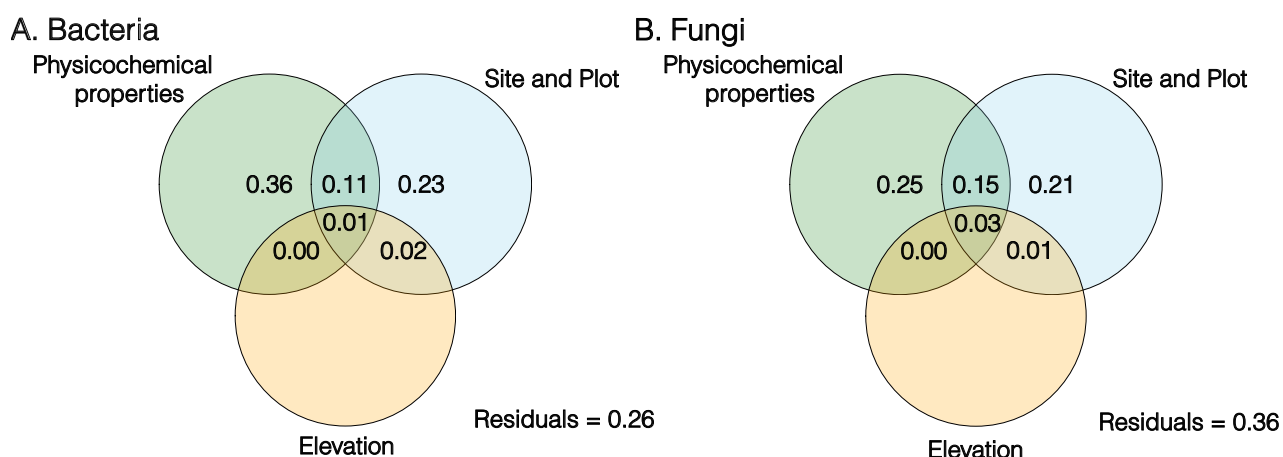 A. Bacteria
Physicochemical
properties
Site and Plot
0.36
0.11
0.23
0.01
0.00
0.02
Residuals = 0.26
Elevation
B. Fungi
Physicochemical
properties
Site and Plot
0.25
0.15
0.21
0.03
0.00
0.01
Residuals = 0.36
Elevation